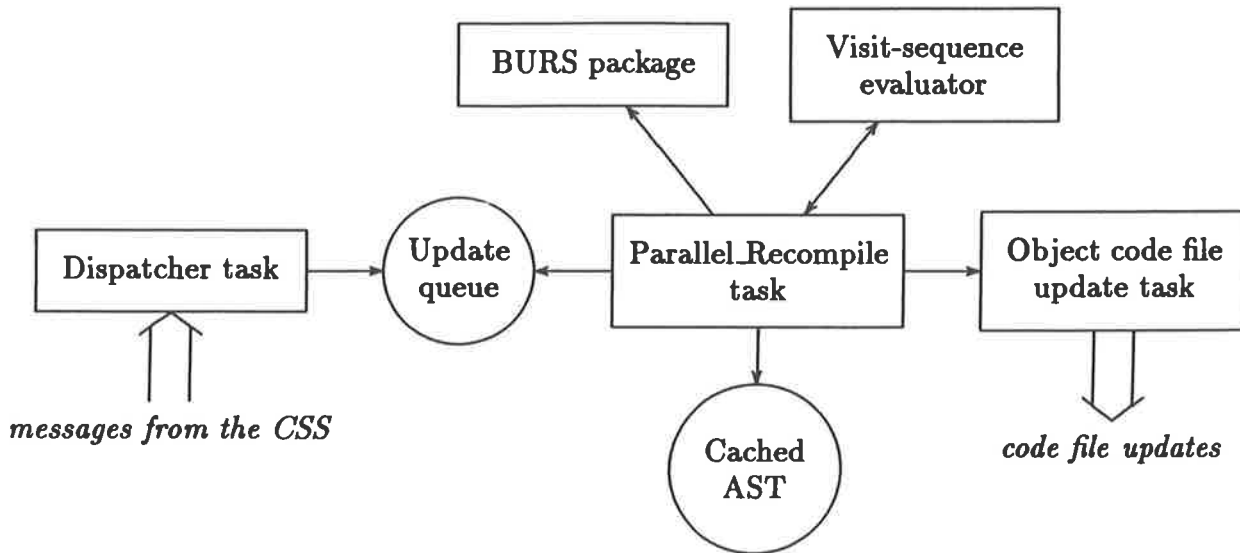 BURS package
Visit-sequence
evaluator
Dispatcher task
Update
queue
Parallel_Recompile
task
Object code file
update task
messages from the CSS
Cached
AST
code file updates